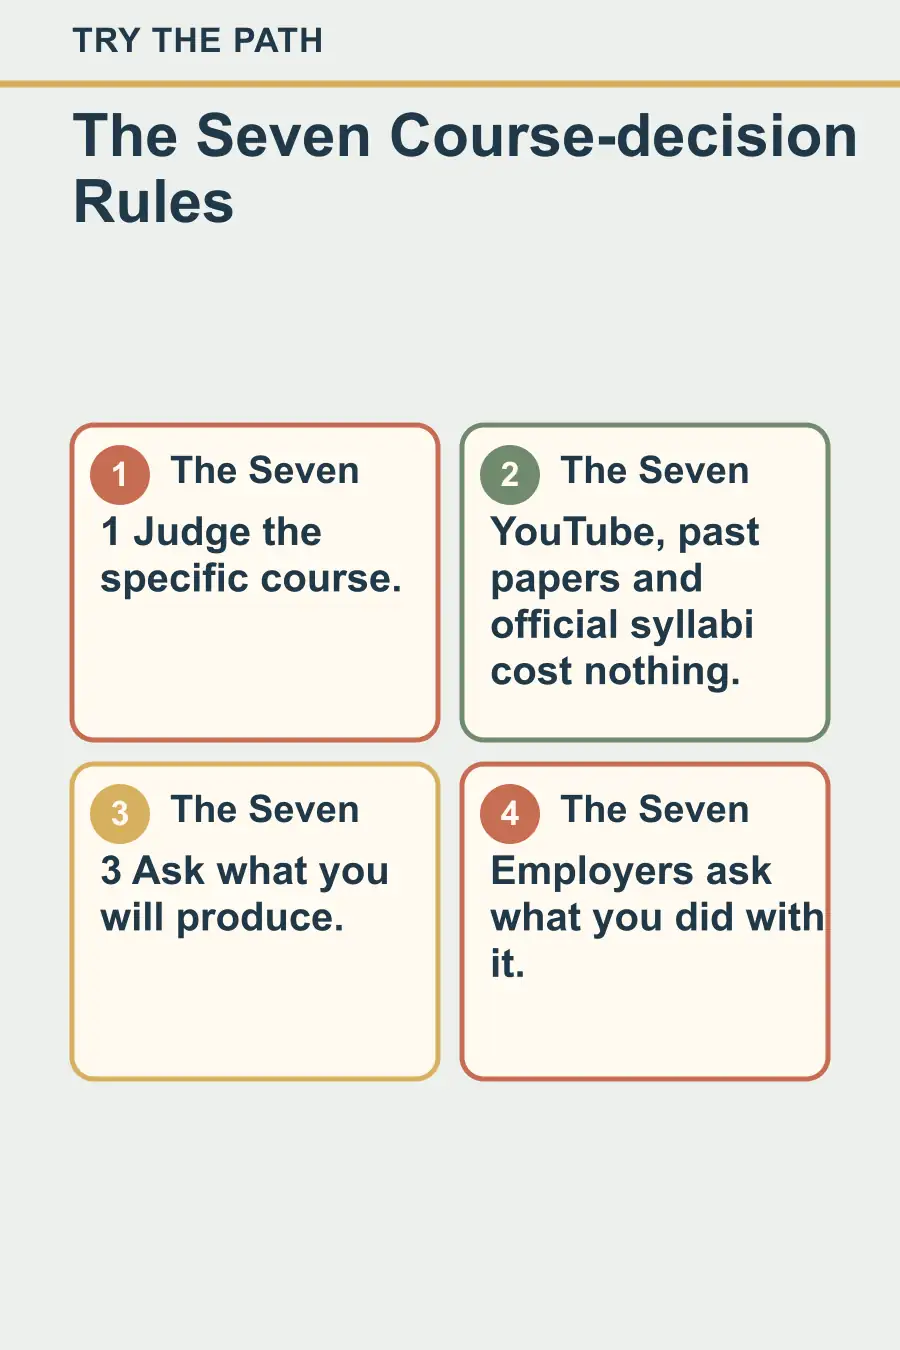 TRY THE PATH
The Seven Course-decision
Rules
1 The Seven
1 Judge the
specific course.
2 The Seven
YouTube, past
papers and
official syllabi
cost nothing.
3 The Seven
3 Ask what you
will produce.
4 The Seven
Employers ask
what you did with
it.